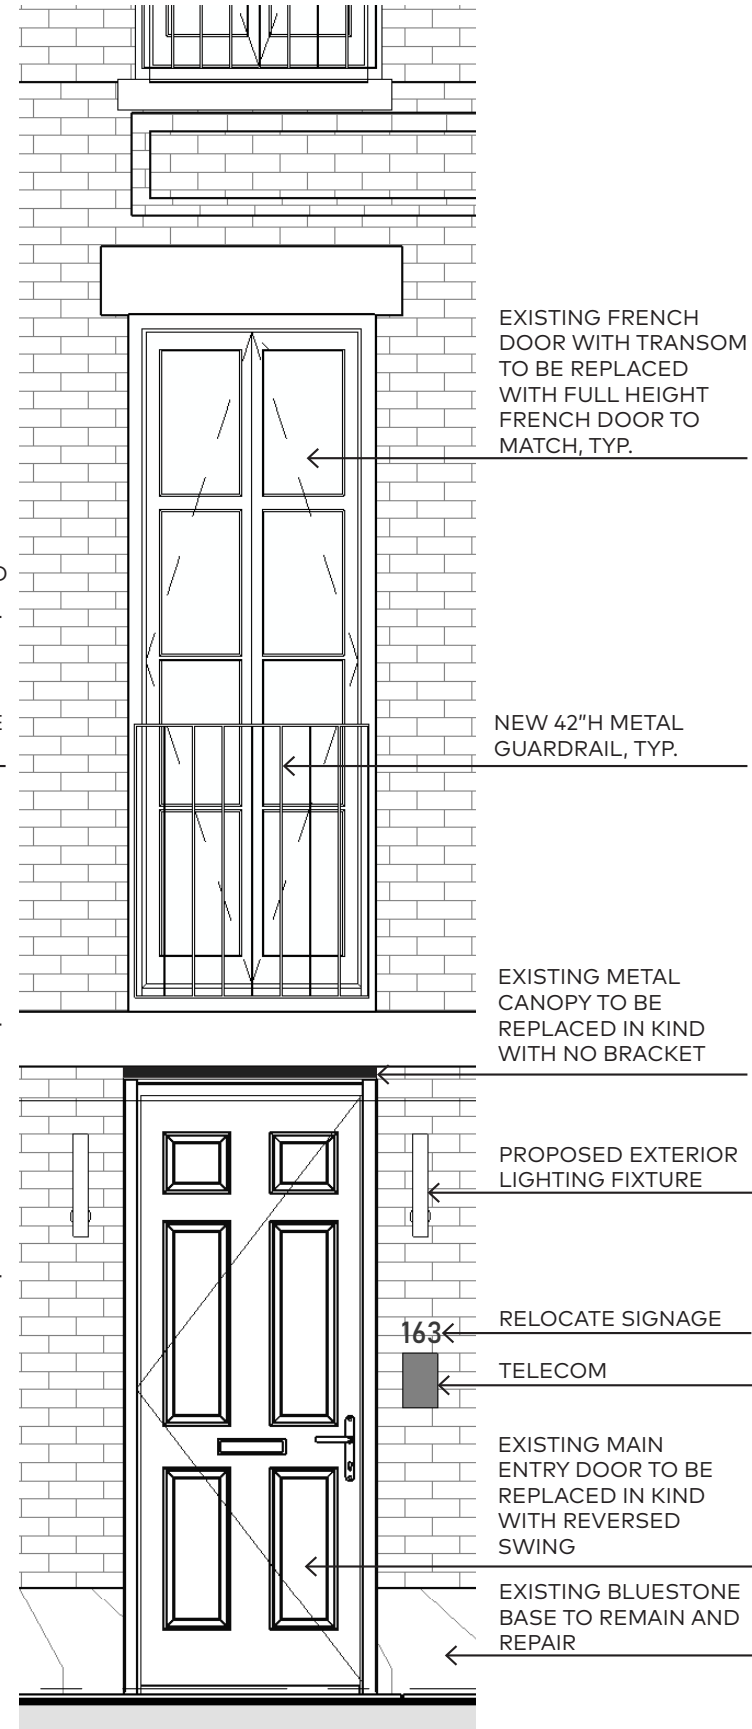 EXISTING FRENCH
DOOR WITH TRANSOM
TO BE REPLACED
WITH FULL HEIGHT
FRENCH DOOR TO
MATCH, TYP.
NEW 42"H METAL
GUARDRAIL, TYP.
EXISTING METAL
CANOPY TO BE
REPLACED IN KIND
WITH NO BRACKET
PROPOSED EXTERIOR
LIGHTING FIXTURE
163
RELOCATE SIGNAGE
TELECOM
EXISTING MAIN
ENTRY DOOR TO BE
REPLACED IN KIND
WITH REVERSED
SWING
EXISTING BLUESTONE
BASE TO REMAIN AND
REPAIR